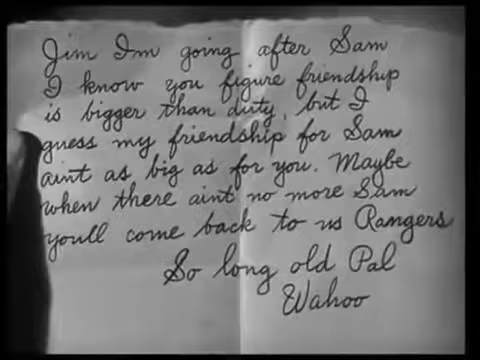 Jim Im going after Sam
I know you figure friendship
is bigger than duty, but I
guess my friendship for Sam
aint as big as for you. Maybe
when there aint no more Sam
youll come back to us Rangers
So long old Pal
Wahoo